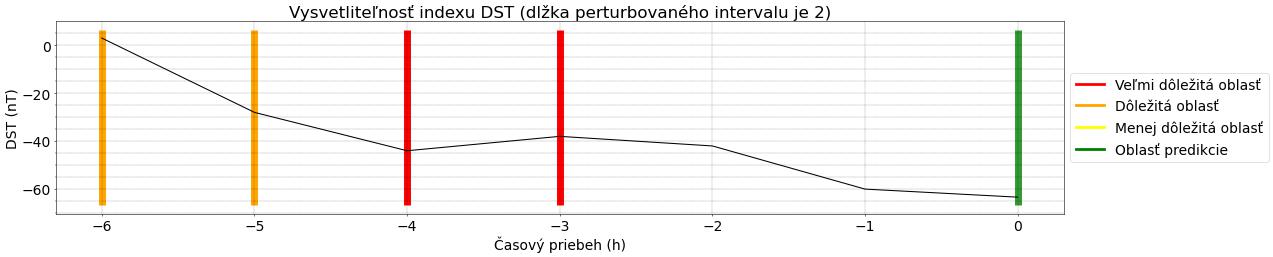 Vysvetliteľnosť indexu DST (dĺžka perturbovaného intervalu je 2)
DST (nT)
0
−20
−40
−60
−6
−5
−4
−3
−2
−1
0
Časový priebeh (h)
Veľmi dôležitá oblasť
Dôležitá oblasť
Menej dôležitá oblasť
Oblasť predikcie